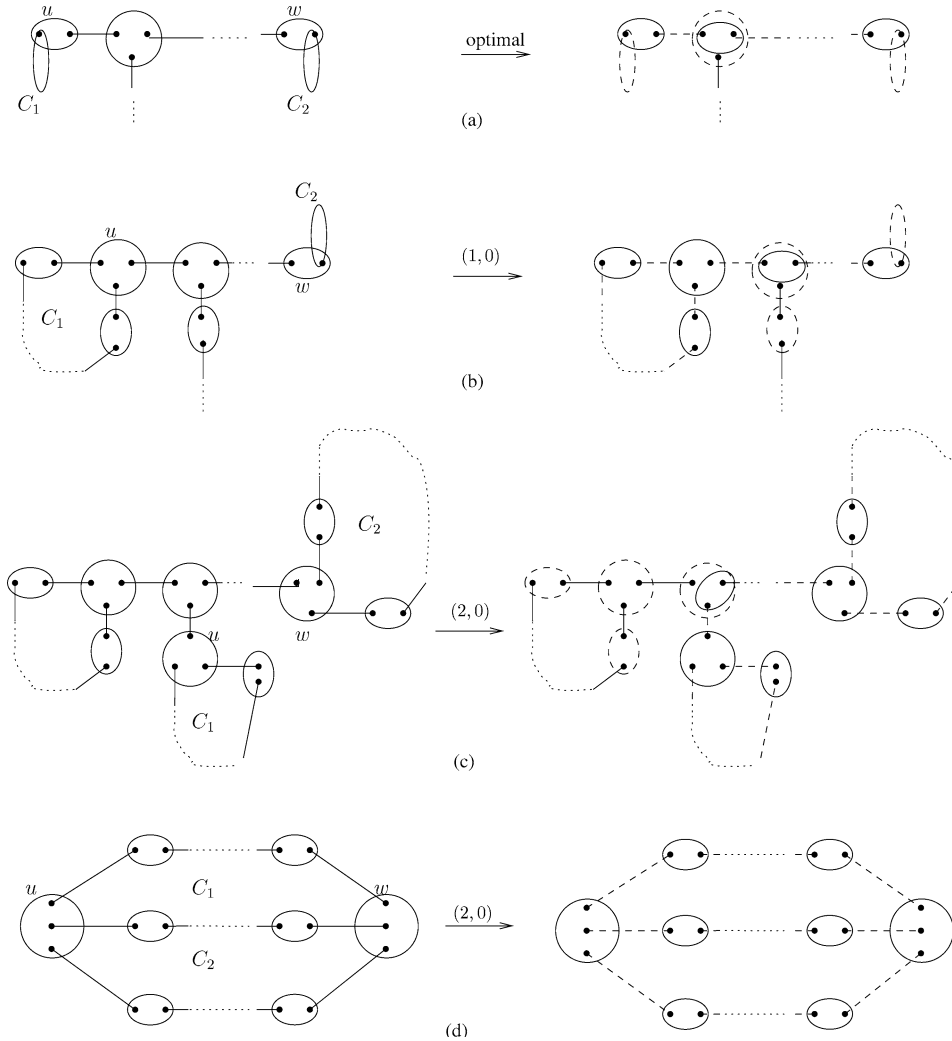 u w optimal
C₁ C₂
(a)
C₂
u (1, 0)
w
C₁
(b)
C₂
(2, 0)
u w
C₁
(c)
u C₁ w (2, 0)
C₂
(d)